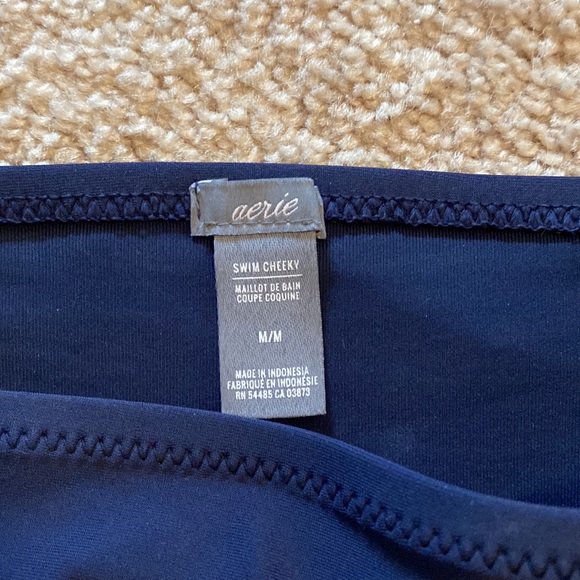 aerie
SWIM CHEEKY
MAILLOT DE BAIN
COUPE COQUINE
M/M
MADE IN INDONESIA
FABRIQUÉ EN INDONÉSIE
RN 54485 CA 03873